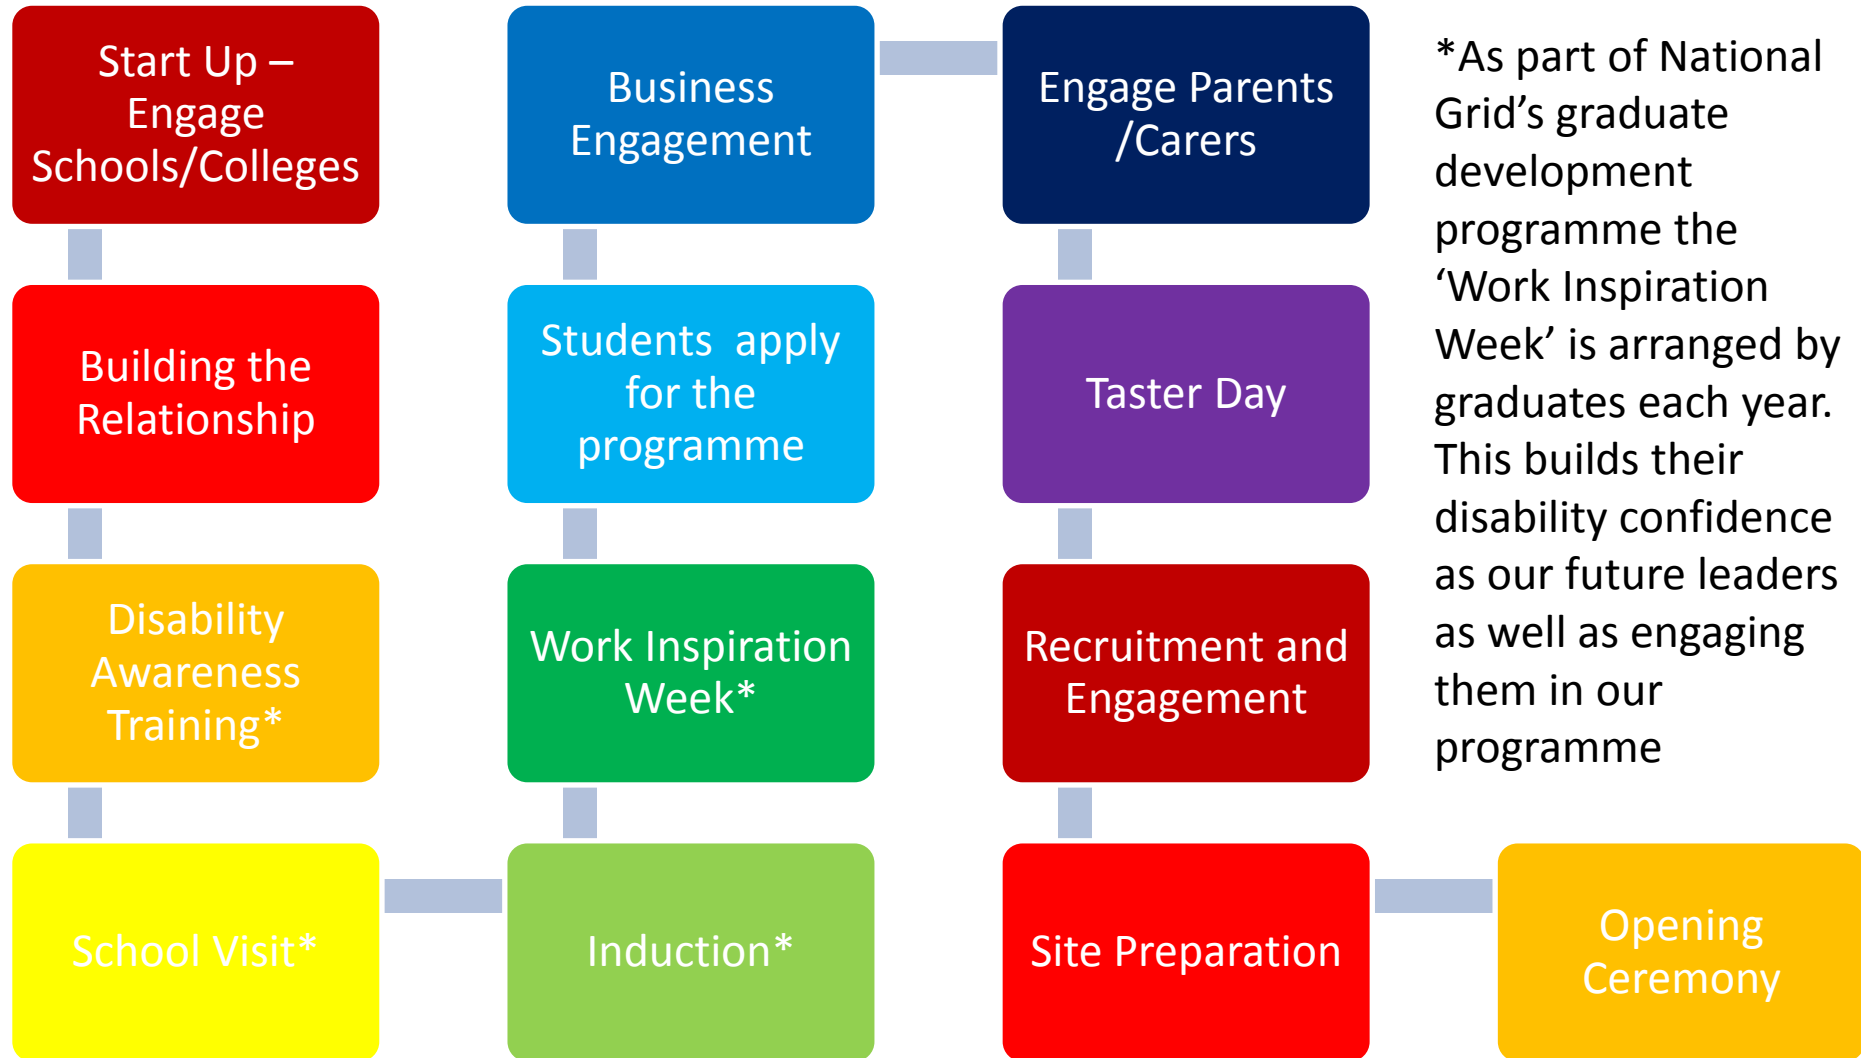 Start Up –
Engage
Schools/Colleges
Building the
Relationship
Disability
Awareness
Training*
School Visit*
Induction*
Work Inspiration
Week*
Students  apply
for the
programme
Business
Engagement
Engage Parents
/Carers
Taster Day
Recruitment and
Engagement
Site Preparation
Opening
Ceremony
*As part of National
Grid’s graduate
development
programme the
‘Work Inspiration
Week’ is arranged by
graduates each year.
This builds their
disability confidence
as our future leaders
as well as engaging
them in our
programme